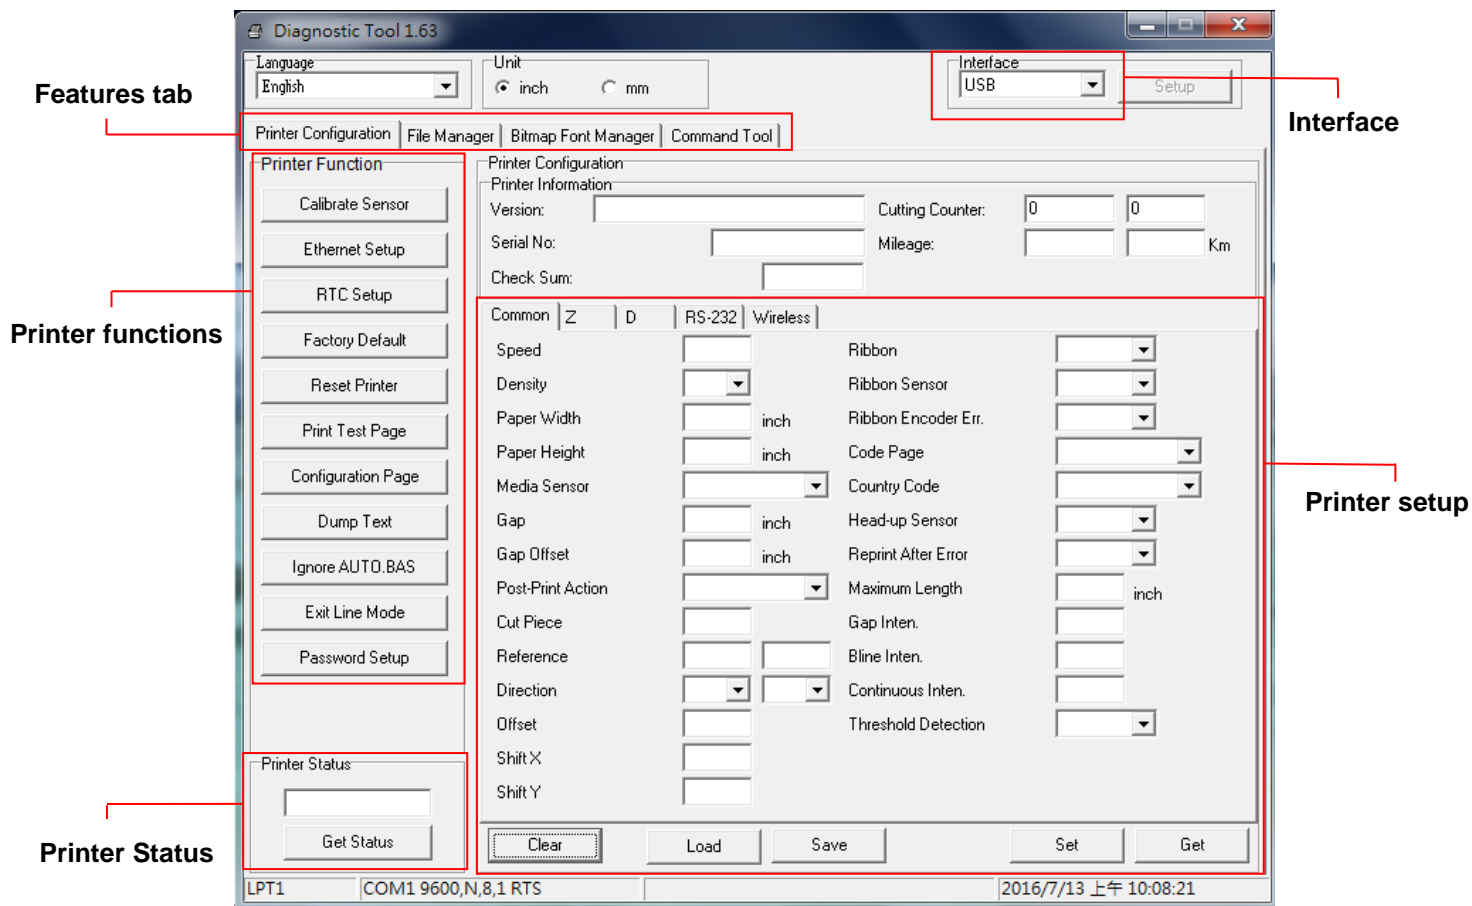 Diagnostic Tool 1.63
Language
English
Unit
inch
mm
Interface
USB
Setup
Features tab
Interface
Printer Configuration
File Manager
Bitmap Font Manager
Command Tool
Printer Function
Calibrate Sensor
Ethernet Setup
RTC Setup
Factory Default
Reset Printer
Print Test Page
Configuration Page
Dump Text
Ignore AUTO.BAS
Exit Line Mode
Password Setup
Printer functions
Printer Configuration
Printer Information
Version:
Cutting Counter: 0 0
Serial No:
Mileage: Km
Check Sum:
Common
Z
D
RS-232
Wireless
Speed
Density
Paper Width inch
Paper Height inch
Media Sensor
Gap inch
Gap Offset inch
Post-Print Action
Cut Piece
Reference
Direction
Offset
Shift X
Shift Y
Ribbon
Ribbon Sensor
Ribbon Encoder Err.
Code Page
Country Code
Head-up Sensor
Reprint After Error
Maximum Length inch
Gap Inten.
Bline Inten.
Continuous Inten.
Threshold Detection
Printer setup
Printer Status
Get Status
Printer Status
Clear
Load
Save
Set
Get
LPT1
COM1 9600,N,8,1 RTS
2016/7/13 上午 10:08:21